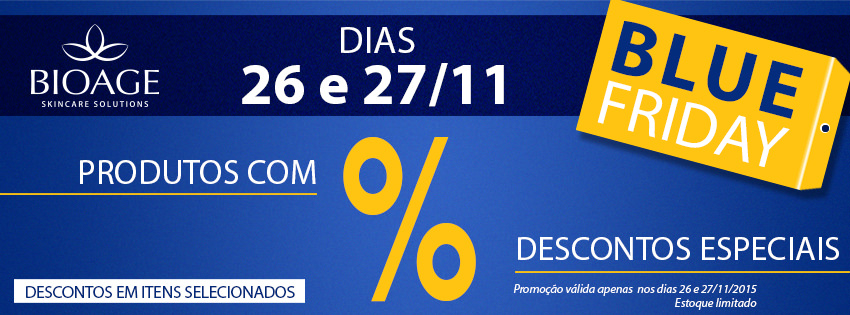 BIOAGE
SKINCARE SOLUTIONS
DIAS
26 e 27/11
BLUE
FRIDAY
PRODUTOS COM
%
DESCONTOS ESPECIAIS
DESCONTOS EM ITENS SELECIONADOS
Promoção válida apenas nos dias 26 e 27/11/2015
Estoque limitado